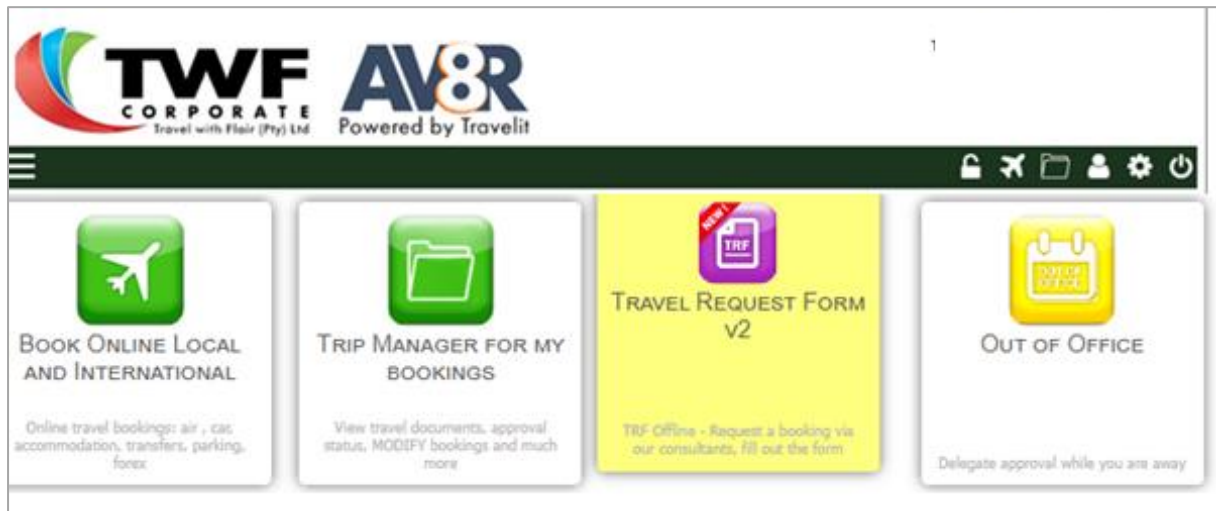 TWF
CORPORATE
Travel with Flair (Pty) Ltd
AV8R
Powered by Travelit
1
BOOK ONLINE LOCAL
AND INTERNATIONAL
Online travel bookings: air , car,
accommodation, transfers, parking,
forex
TRIP MANAGER FOR MY
BOOKINGS
View travel documents, approval
status, MODIFY bookings and much
more
NEW!
TRF
TRAVEL REQUEST FORM
V2
TRF Offline - Request a booking via
our consultants, fill out the form
OUT OF
OFFICE
OUT OF OFFICE
Delegate approval while you are away